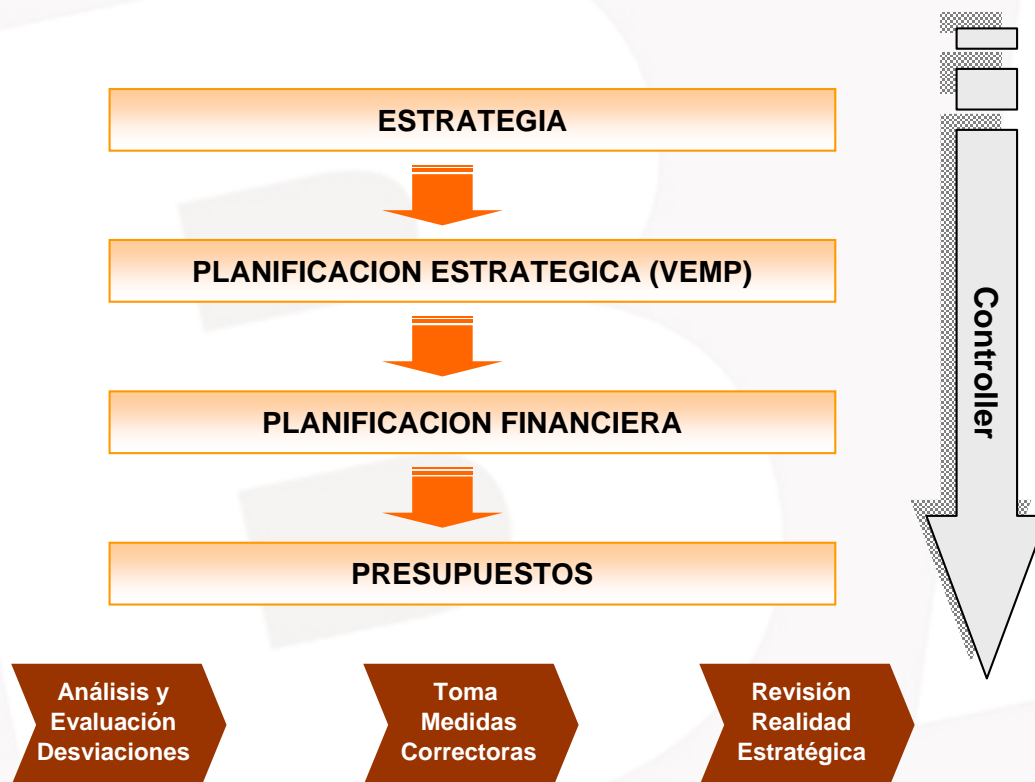 ESTRATEGIA
PLANIFICACION ESTRATEGICA (VEMP)
PLANIFICACION FINANCIERA
PRESUPUESTOS
Controller
Análisis y
Evaluación
Desviaciones
Toma
Medidas
Correctoras
Revisión
Realidad
Estratégica